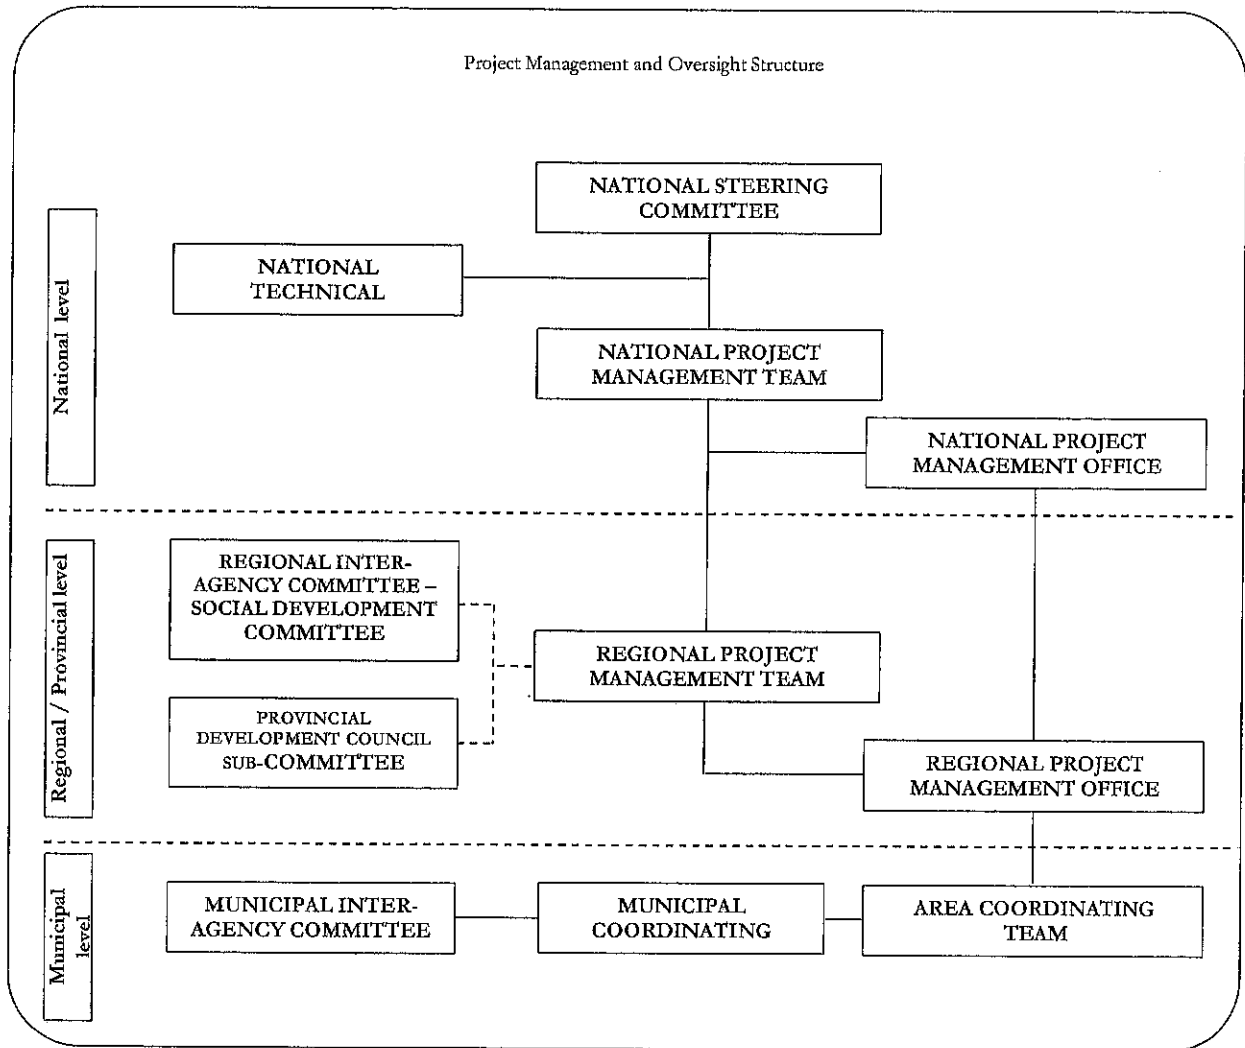 Project Management and Oversight Structure
NATIONAL STEERING
COMMITTEE
National level
NATIONAL
TECHNICAL
NATIONAL PROJECT
MANAGEMENT TEAM
NATIONAL PROJECT
MANAGEMENT OFFICE
Regional / Provincial level
REGIONAL INTER-
AGENCY COMMITTEE –
SOCIAL DEVELOPMENT
COMMITTEE
REGIONAL PROJECT
MANAGEMENT TEAM
PROVINCIAL
DEVELOPMENT COUNCIL
SUB-COMMITTEE
REGIONAL PROJECT
MANAGEMENT OFFICE
Municipal
level
MUNICIPAL INTER-
AGENCY COMMITTEE
MUNICIPAL
COORDINATING
AREA COORDINATING
TEAM